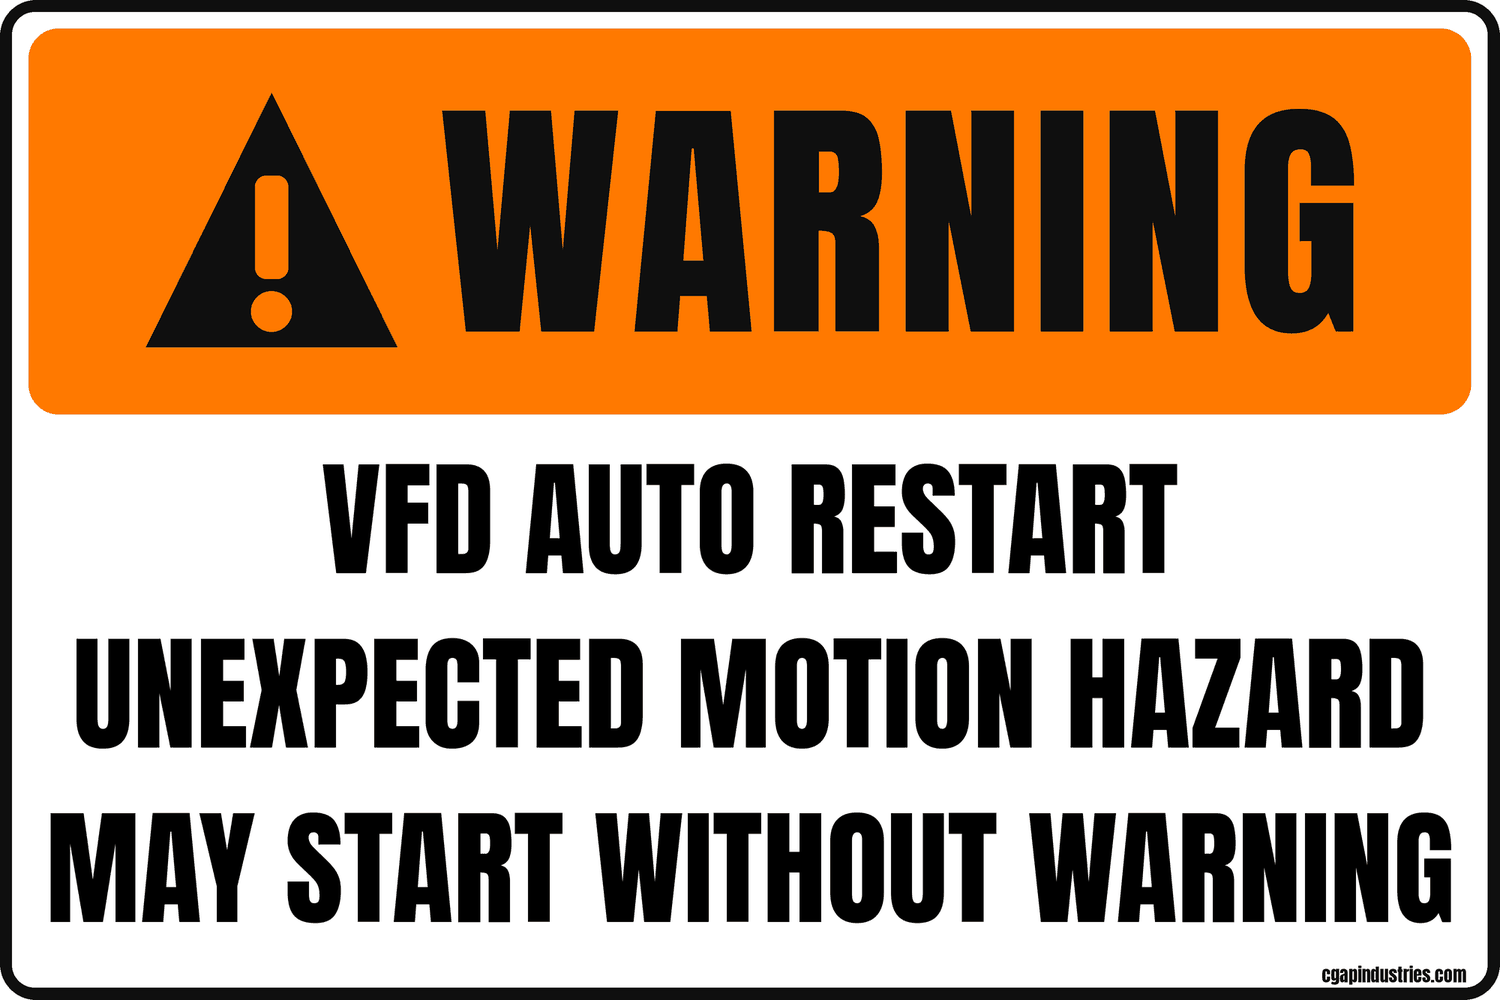 WARNING
VFD AUTO RESTART
UNEXPECTED MOTION HAZARD
MAY START WITHOUT WARNING
cgapindustries.com